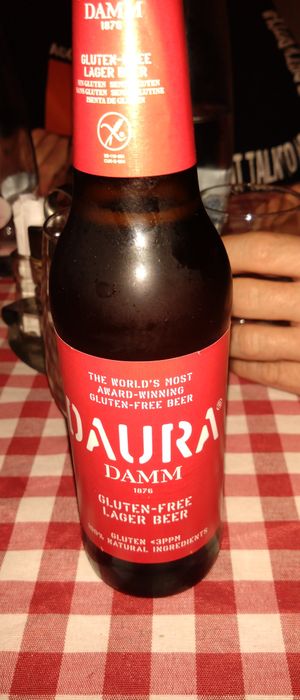 DAMM
1876
GLUTEN-FREE
LAGER BEER
THE WORLD'S MOST
AWARD-WINNING
GLUTEN-FREE BEER
DAURA®
DAMM
1876
GLUTEN-FREE
LAGER BEER
GLUTEN <3PPM
100% NATURAL INGREDIENTS
T TALK'D